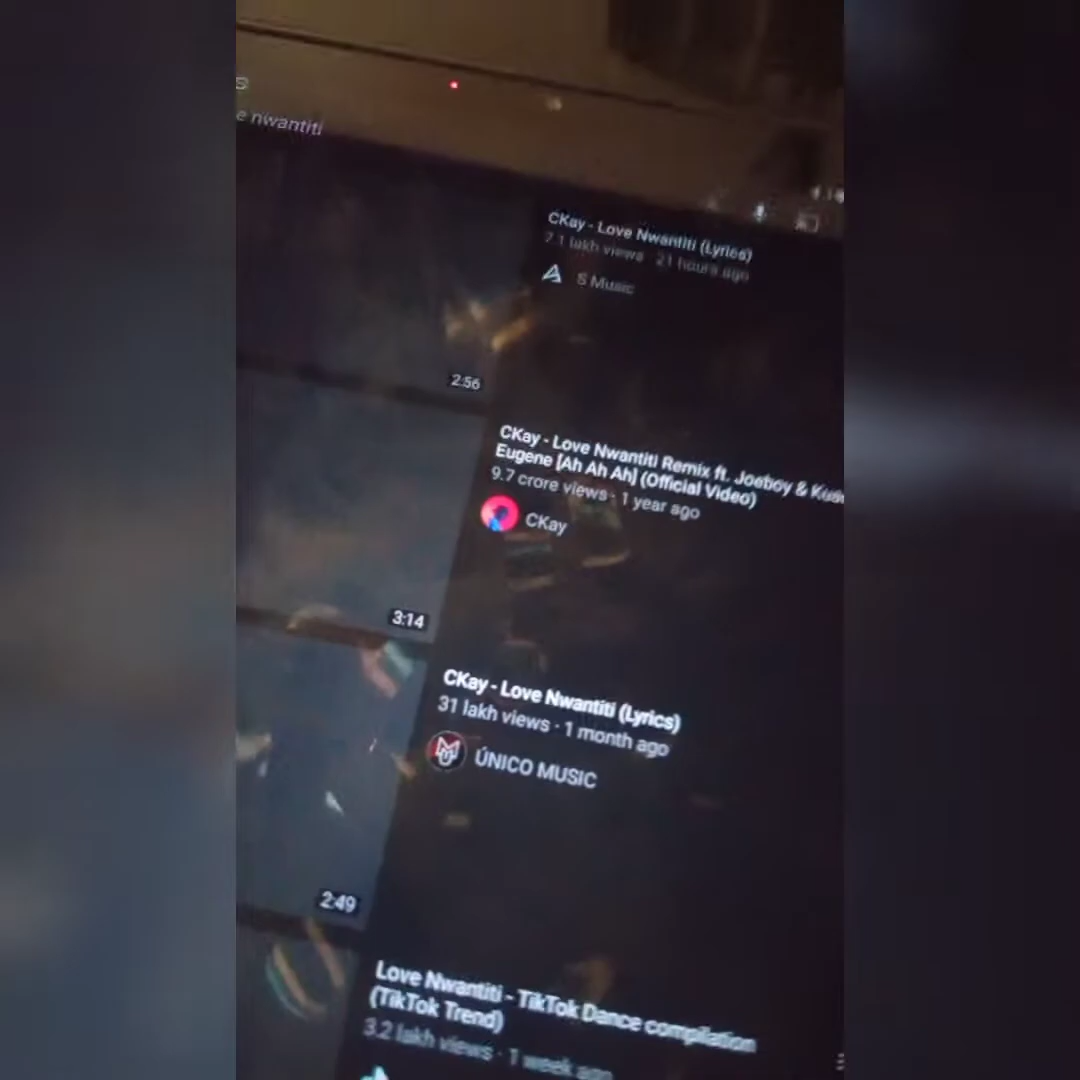 e nwantiti
CKay - Love Nwantiti (Lyrics)
7.1 lakh views · 21 hours ago
S Music
2:56
CKay - Love Nwantiti Remix ft. Joeboy &
Eugene [Ah Ah Ah] (Official Video)
9.7 crore views · 1 year ago
CKay
3:14
CKay - Love Nwantiti (Lyrics)
31 lakh views · 1 month ago
ÚNICO MUSIC
2:49
Love Nwantiti - TikTok Dance compilation
(TikTok Trend)
3.2 lakh views · 1 week ago